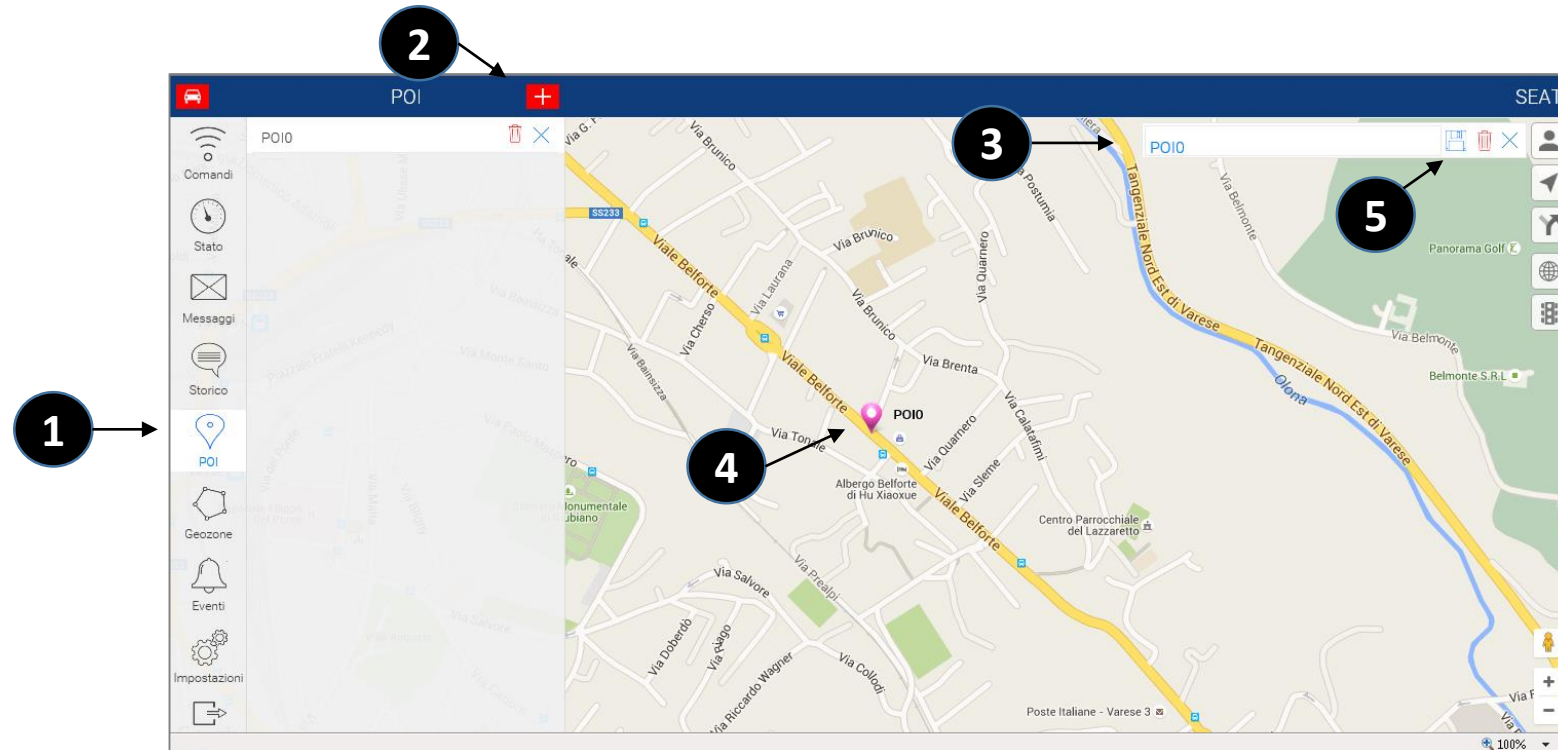 2
POI
SEAT
POI0
3
POI0
5
Comandi
Stato
Messaggi
Storico
1
POI
Geozone
Eventi
Impostazioni
Via Brunico
Via Postumia
Tangenziale Nord Est di Varese
Via Belmonte
SS233
Viale Belforte
Via Brunico
Via Quarnero
Panorama Golf
Via Laurana
Via Cherso
Via Brunico
Via Bainsizza
Viale Belforte
Via Brenta
Via Belmonte
Tangenziale Nord Est di Varese
Olona
Belmonte S.R.L
POI0
Via Calatafimi
Via Tonale
Via Quarnero
4
Albergo Belforte
di Hu Xiaoxue
Via Sleme
Viale Belforte
Centro Parrocchiale
del Lazzaretto
Monumentale
Via Prealpi
Via Salvore
Via Doberdò
Via Riccardo Wagner
Via Collodi
Poste Italiane - Varese 3
100%